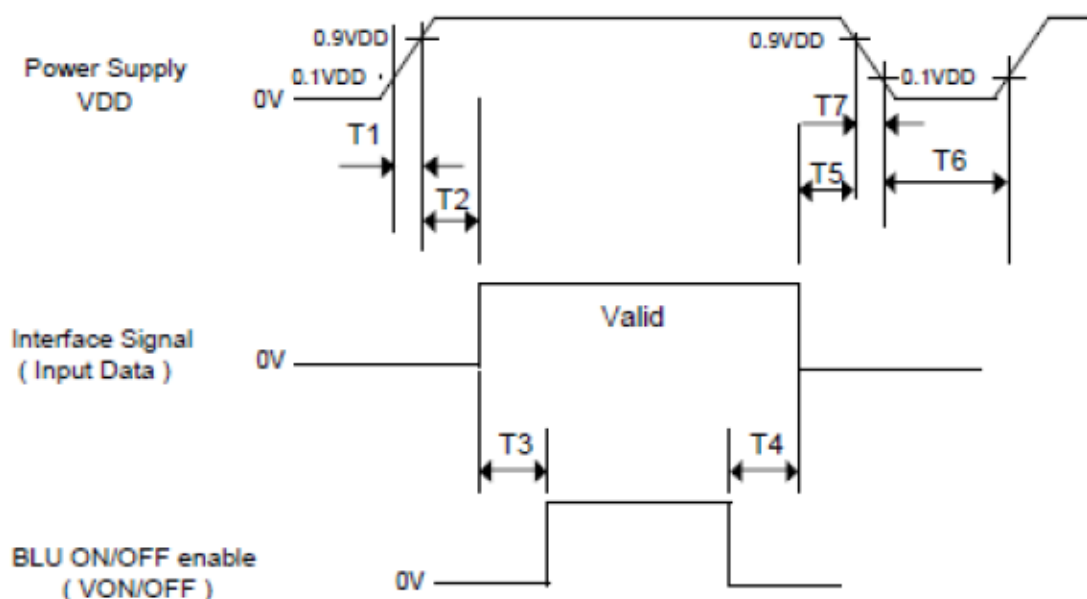 0.9VDD
0.9VDD
Power Supply
VDD
0.1VDD
0.1VDD
0V
T1
T7
T2
T5
T6
Valid
Interface Signal
( Input Data )
0V
T3
T4
BLU ON/OFF enable
( VON/OFF )
0V